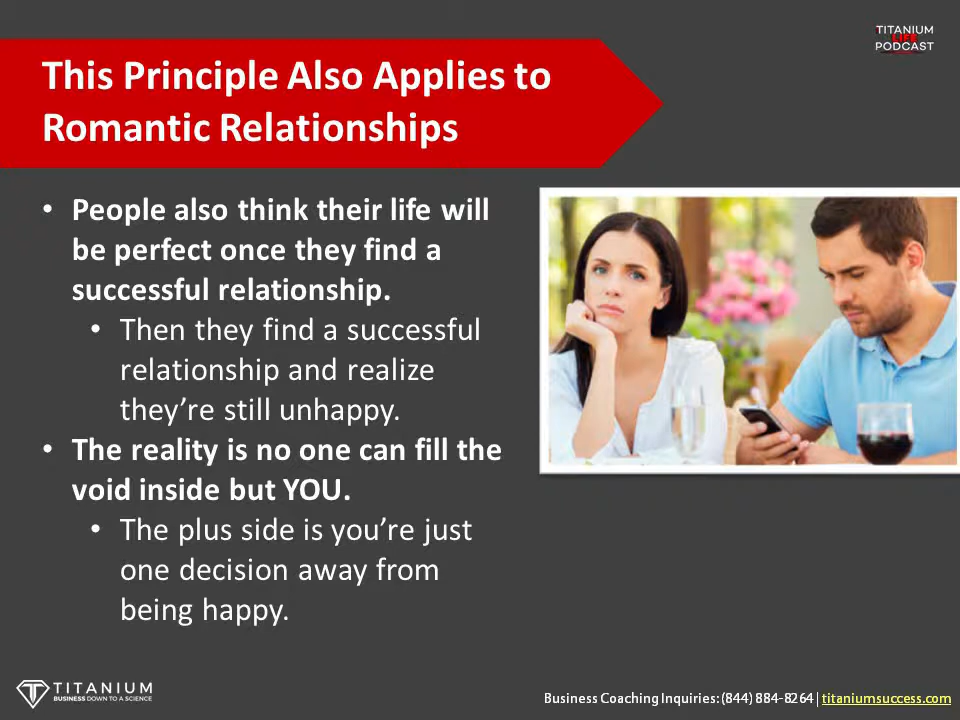 TITANIUM
LIFE
PODCAST
This Principle Also Applies to
Romantic Relationships
• People also think their life will
be perfect once they find a
successful relationship.
• Then they find a successful
relationship and realize
they’re still unhappy.
• The reality is no one can fill the
void inside but YOU.
• The plus side is you’re just
one decision away from
being happy.
TITANIUM
BUSINESS DOWN TO A SCIENCE
Business Coaching Inquiries: (844) 884-8264 | titaniumsuccess.com